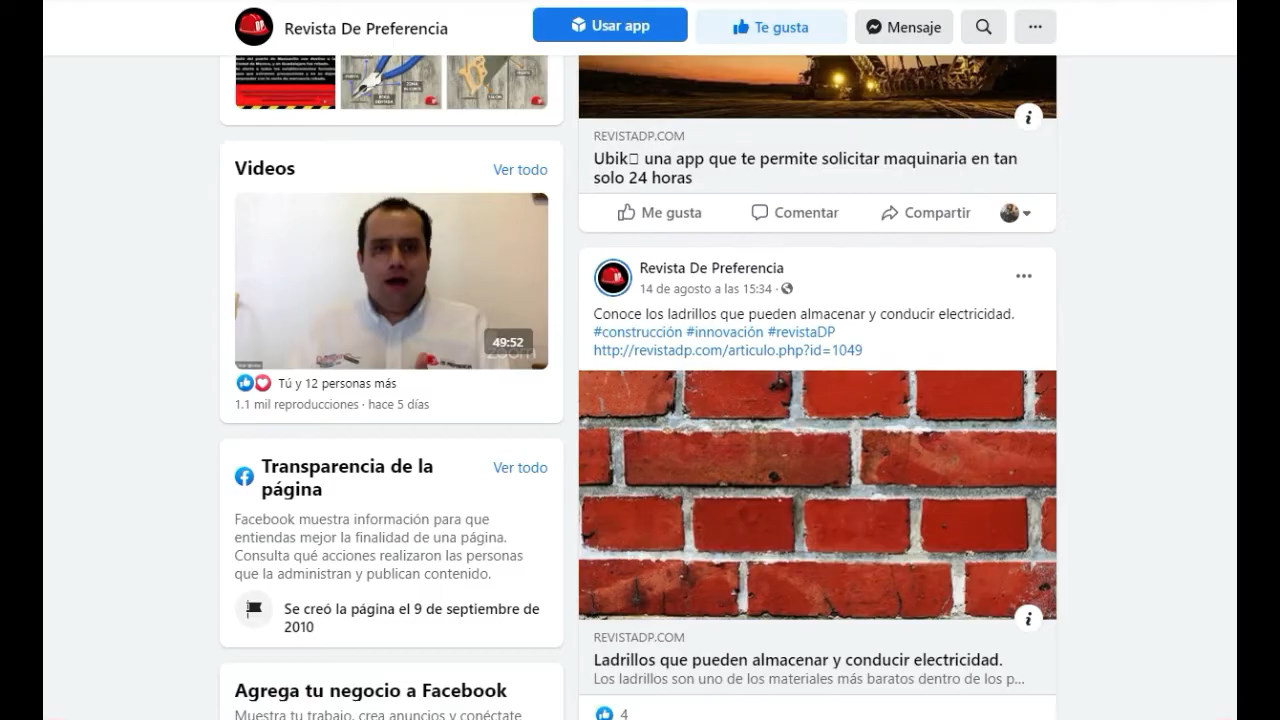 Revista De Preferencia
Usar app
Te gusta
Mensaje
Videos
Ver todo
49:52
zoom
Tú y 12 personas más
1.1 mil reproducciones · hace 5 días
Transparencia de la
página
Ver todo
Facebook muestra información para que
entiendas mejor la finalidad de una página.
Consulta qué acciones realizaron las personas
que la administran y publican contenido.
Se creó la página el 9 de septiembre de
2010
Agrega tu negocio a Facebook
Muestra tu trabajo, crea anuncios y conéctate
REVISTADP.COM
Ubik una app que te permite solicitar maquinaria en tan
solo 24 horas
Me gusta
Comentar
Compartir
Revista De Preferencia
14 de agosto a las 15:34 ·
Conoce los ladrillos que pueden almacenar y conducir electricidad.
#construcción #innovación #revistaDP
http://revistadp.com/articulo.php?id=1049
REVISTADP.COM
Ladrillos que pueden almacenar y conducir electricidad.
Los ladrillos son uno de los materiales más baratos dentro de los p...
4